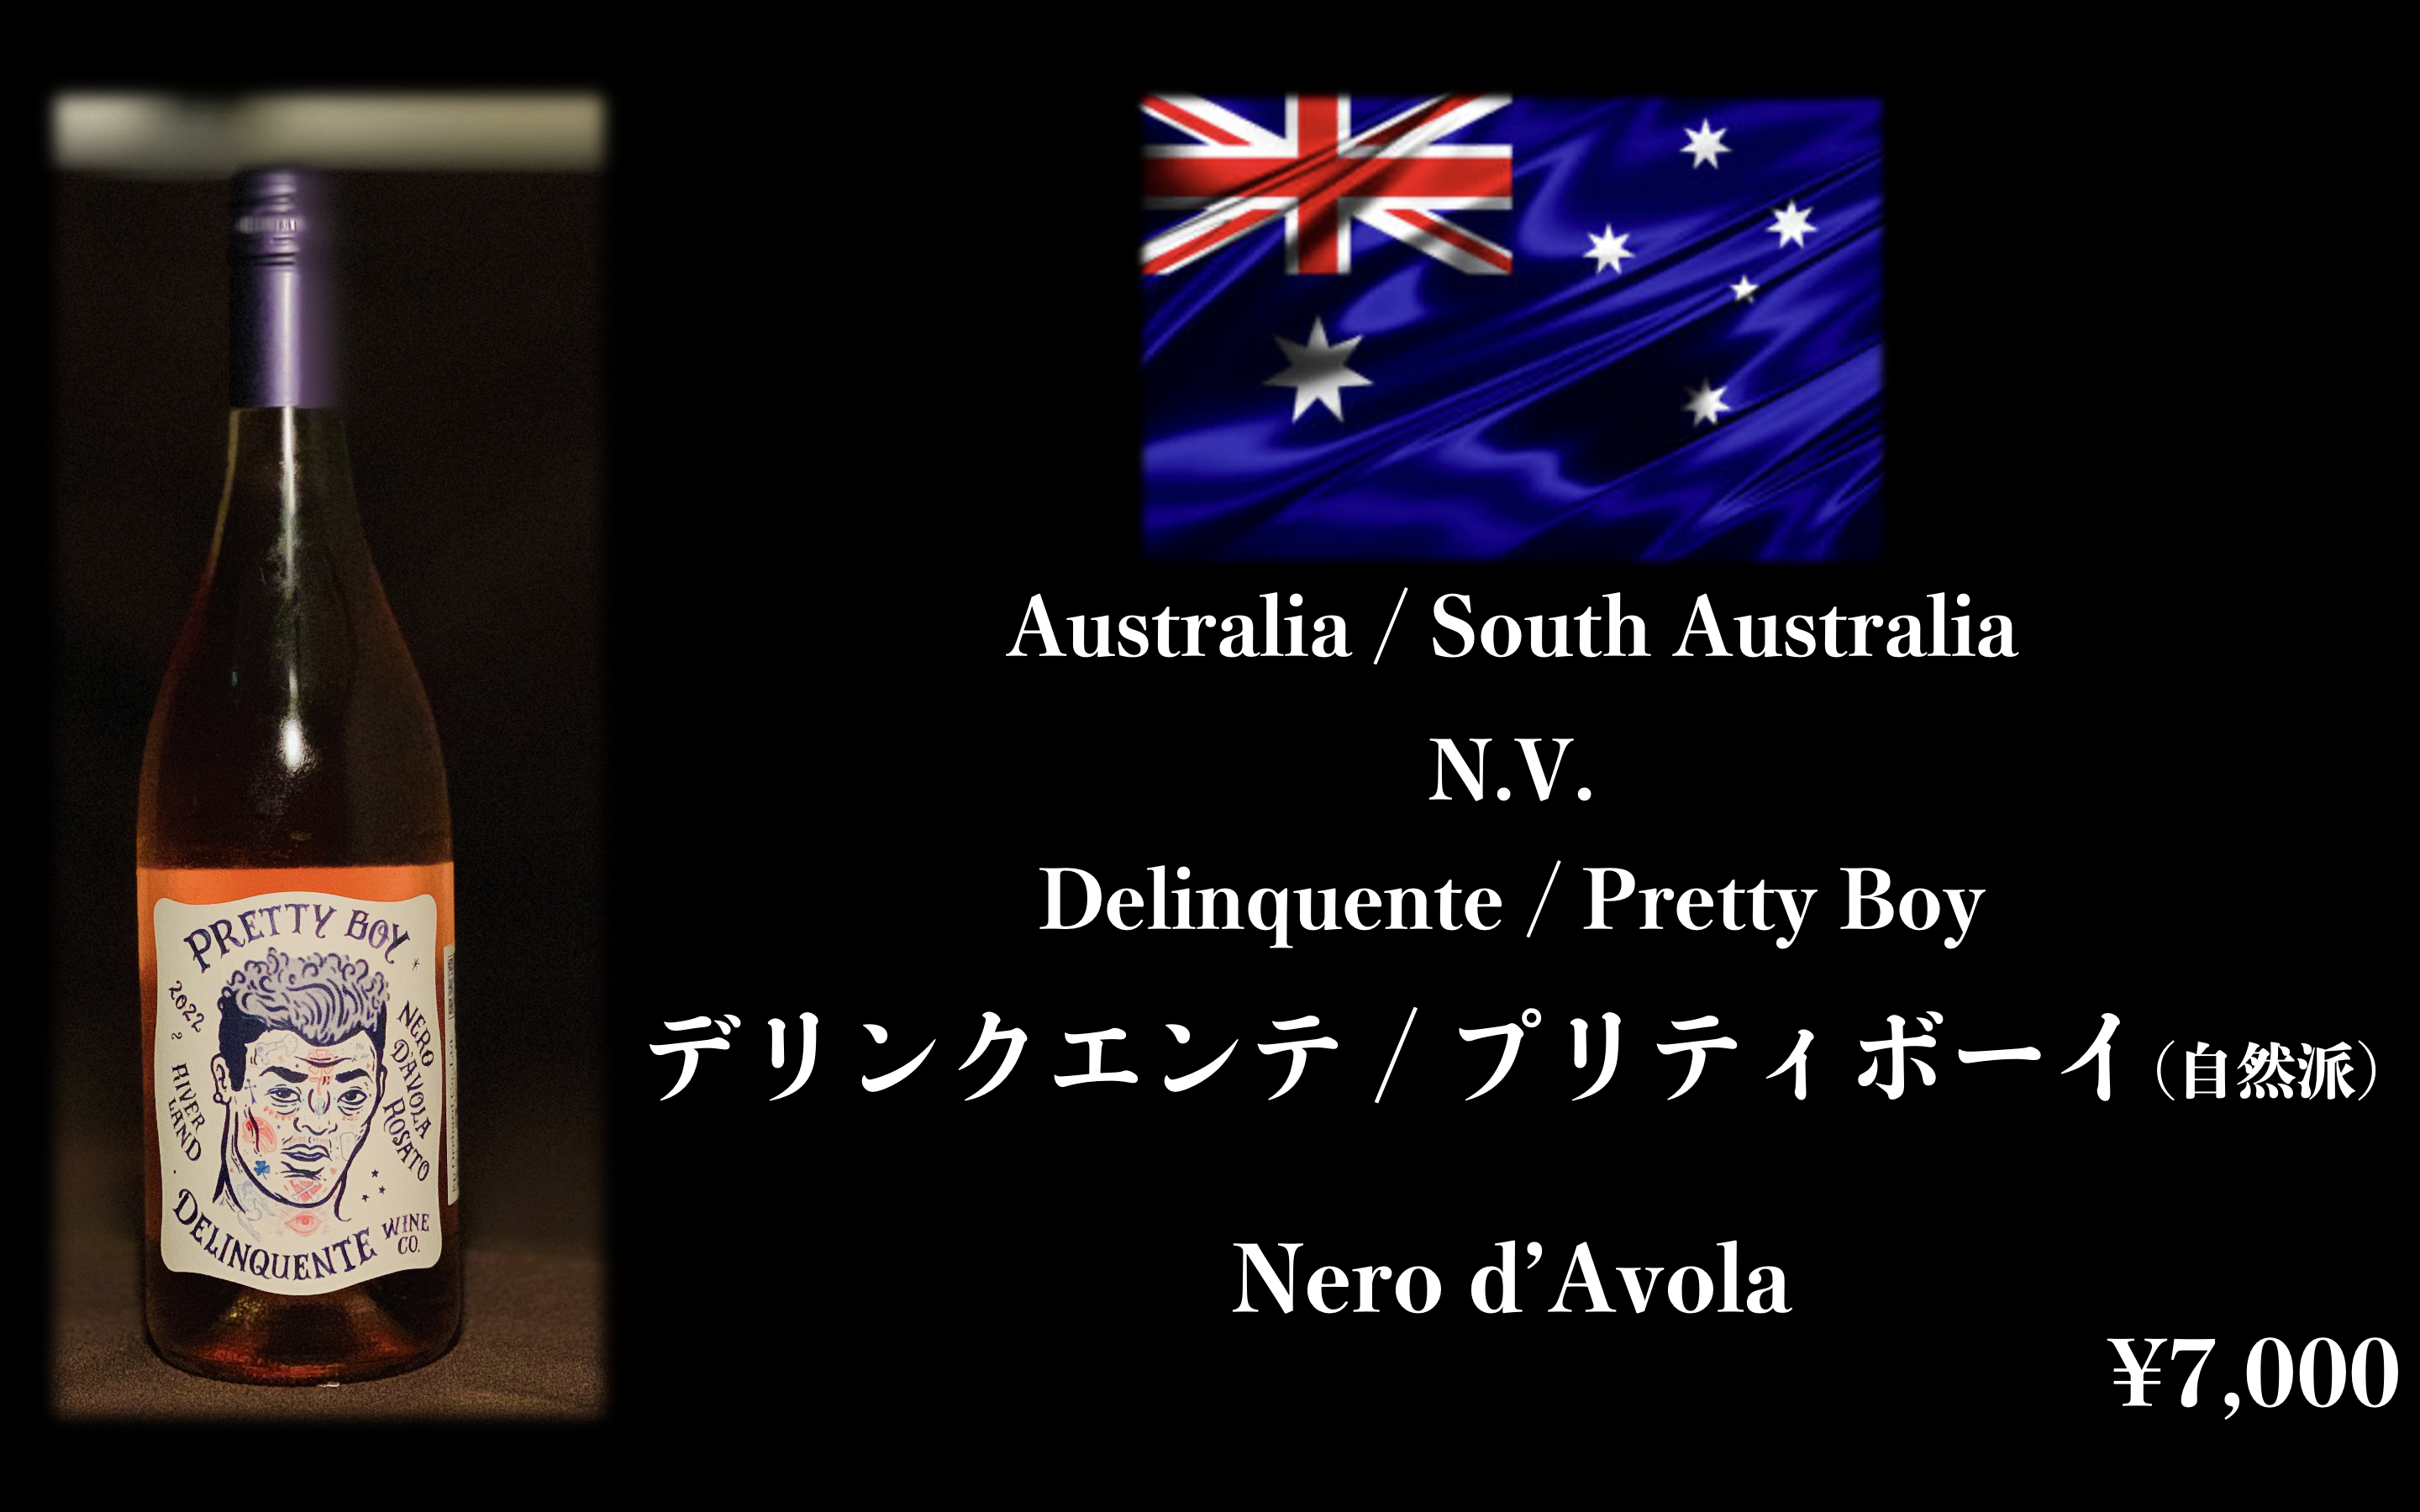 PRETTY BOY
2022
RIVER
LAND
NERO
D'AVOLA
ROSATO
DELINQUENTE
WINE
CO.
Australia / South Australia
N.V.
Delinquente / Pretty Boy
デリンクエンテ / プリティボーイ（自然派）
Nero d’Avola
¥7,000